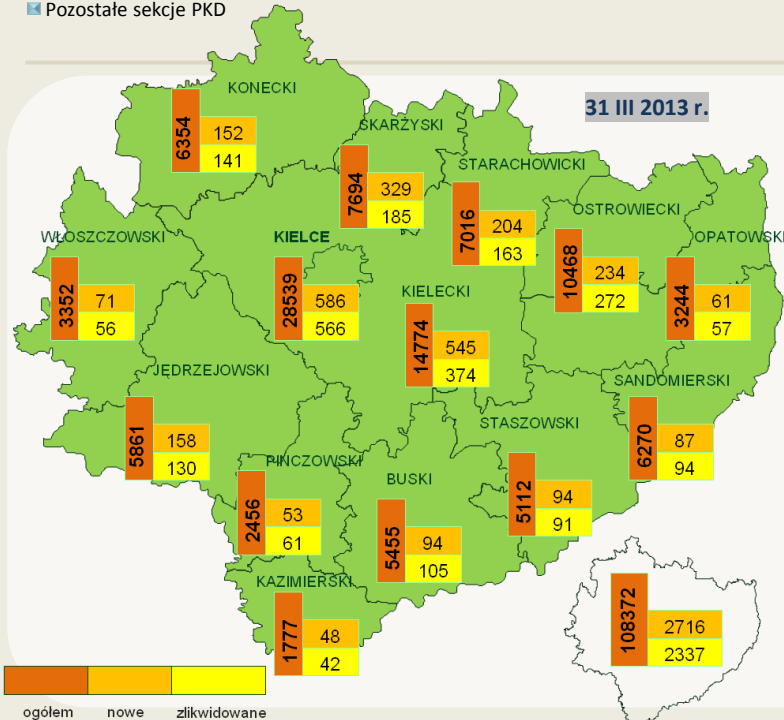 Pozostałe sekcje PKD
31 III 2013 r.
KONECKI
6354
152
141
SKARŻYSKI
7694
329
185
STARACHOWICKI
7016
204
163
OSTROWIECKI
10468
234
272
OPATOWSKI
3244
61
57
WŁOSZCZOWSKI
3352
71
56
KIELCE
28539
586
566
KIELECKI
14774
545
374
JĘDRZEJOWSKI
5861
158
130
SANDOMIERSKI
6270
87
94
STASZOWSKI
5112
94
91
PIŃCZOWSKI
2456
53
61
BUSKI
5455
94
105
KAZIMIERSKI
1777
48
42
108372
2716
2337
ogółem nowe zlikwidowane